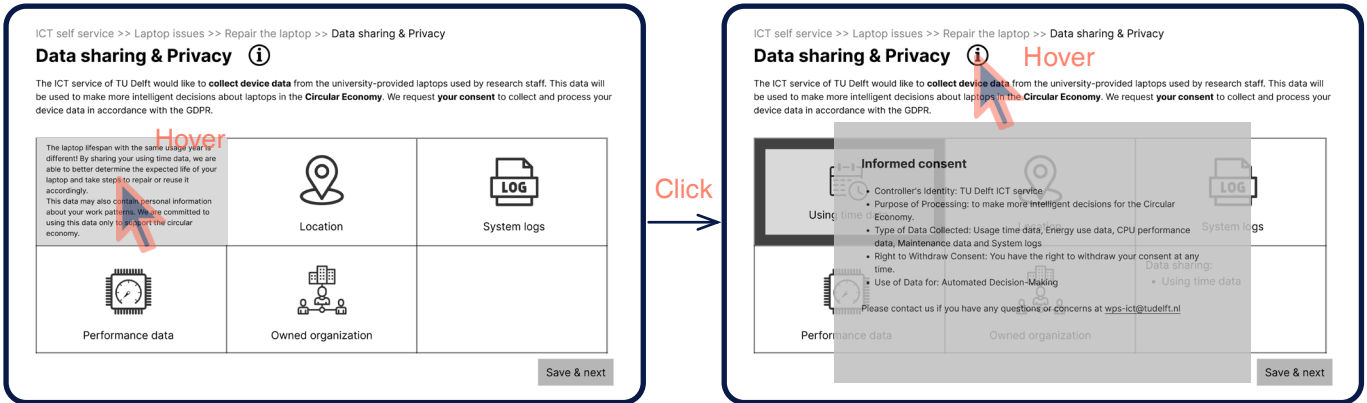 ICT self service >> Laptop issues >> Repair the laptop >> Data sharing & Privacy
Data sharing & Privacy
The ICT service of TU Delft would like to collect device data from the university-provided laptops used by research staff. This data will
be used to make more intelligent decisions about laptops in the Circular Economy. We request your consent to collect and process your
device data in accordance with the GDPR.
Hover
The laptop lifespan with the same usage year is
different! By sharing your using time data, we are
able to better determine the expected life of your
laptop and take steps to repair or reuse it
accordingly.
This data may also contain personal information
about your work patterns. We are committed to
using this data only to support the circular
economy.
Location
LOG
System logs
Performance data
Owned organization
Save & next
Click
ICT self service >> Laptop issues >> Repair the laptop >> Data sharing & Privacy
Data sharing & Privacy
Hover
The ICT service of TU Delft would like to collect device data from the university-provided laptops used by research staff. This data will
be used to make more intelligent decisions about laptops in the Circular Economy. We request your consent to collect and process your
device data in accordance with the GDPR.
Informed consent
• Controller's Identity: TU Delft ICT service
• Purpose of Processing: to make more intelligent decisions for the Circular
Economy.
• Type of Data Collected: Usage time data, Energy use data, CPU performance
data, Maintenance data and System logs
• Right to Withdraw Consent: You have the right to withdraw your consent at any
time.
• Use of Data for: Automated Decision-Making
Please contact us if you have any questions or concerns at wps-ict@tudelft.nl
Using time data
Location
LOG
System logs
Performance data
Owned organization
Data sharing:
• Using time data
Save & next